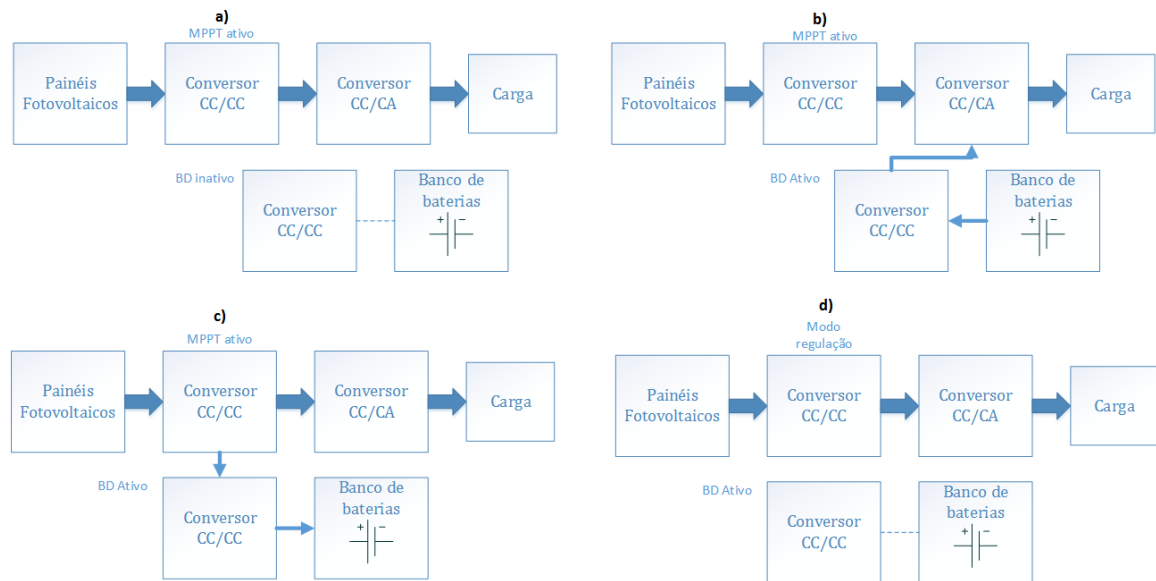 a)
MPPT ativo
Painéis
Fotovoltaicos
Conversor
CC/CC
Conversor
CC/CA
Carga
BD inativo
Conversor
CC/CC
Banco de
baterias
+ −
b)
MPPT ativo
Painéis
Fotovoltaicos
Conversor
CC/CC
Conversor
CC/CA
Carga
BD Ativo
Conversor
CC/CC
Banco de
baterias
+ −
c)
MPPT ativo
Painéis
Fotovoltaicos
Conversor
CC/CC
Conversor
CC/CA
Carga
BD Ativo
Conversor
CC/CC
Banco de
baterias
+ −
d)
Modo
regulação
Painéis
Fotovoltaicos
Conversor
CC/CC
Conversor
CC/CA
Carga
BD Ativo
Conversor
CC/CC
Banco de
baterias
+ −